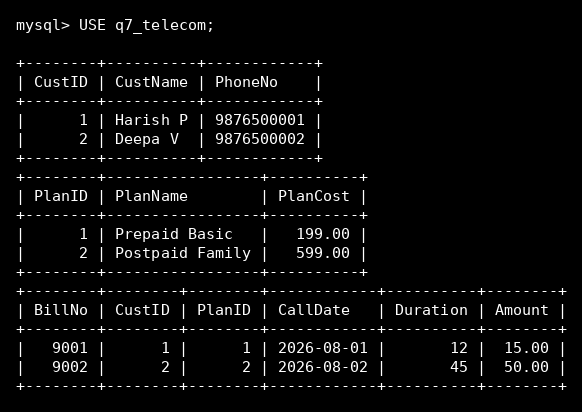 mysql> USE q7_telecom;

+--------+----------+------------+
| CustID | CustName | PhoneNo    |
+--------+----------+------------+
|      1 | Harish P | 9876500001 |
|      2 | Deepa V  | 9876500002 |
+--------+----------+------------+
+--------+-----------------+----------+
| PlanID | PlanName        | PlanCost |
+--------+-----------------+----------+
|      1 | Prepaid Basic   |   199.00 |
|      2 | Postpaid Family |   599.00 |
+--------+-----------------+----------+
+--------+--------+--------+------------+----------+--------+
| BillNo | CustID | PlanID | CallDate   | Duration | Amount |
+--------+--------+--------+------------+----------+--------+
|   9001 |      1 |      1 | 2026-08-01 |       12 |  15.00 |
|   9002 |      2 |      2 | 2026-08-02 |       45 |  50.00 |
+--------+--------+--------+------------+----------+--------+